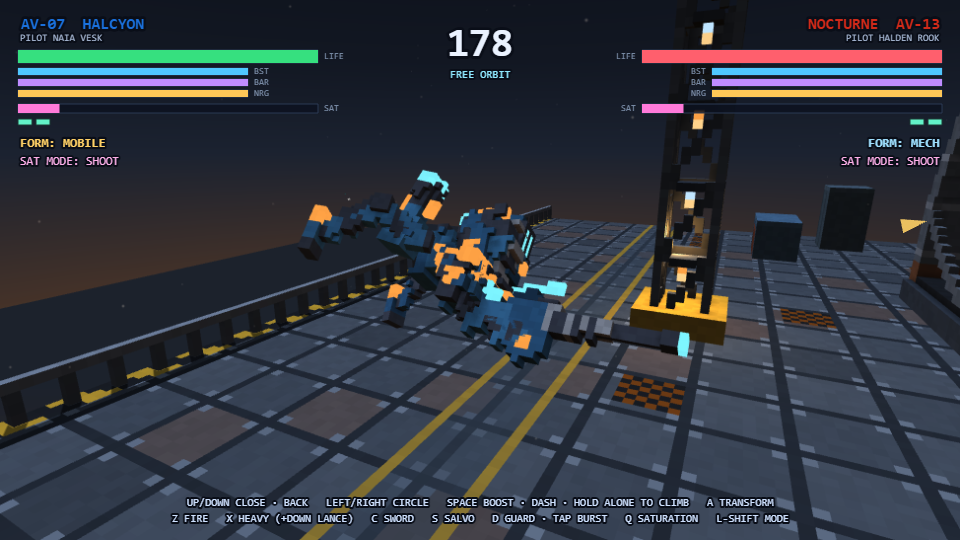 AV-07 HALCYON
PILOT NAIA VESK
LIFE
BST
BAR
NRG
SAT
FORM: MOBILE
SAT MODE: SHOOT
178
FREE ORBIT
NOCTURNE AV-13
PILOT HALDEN ROOK
LIFE
BST
BAR
NRG
SAT
FORM: MECH
SAT MODE: SHOOT
UP/DOWN CLOSE · BACK LEFT/RIGHT CIRCLE SPACE BOOST · DASH · HOLD ALONE TO CLIMB A TRANSFORM
Z FIRE X HEAVY (+DOWN LANCE) C SWORD S SALVO D GUARD · TAP BURST Q SATURATION L-SHIFT MODE